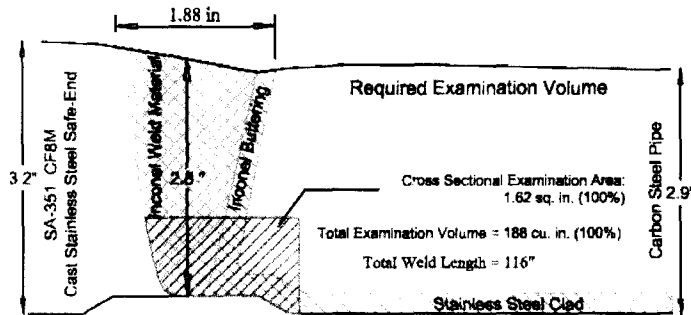 1.88 in
3.2"
SA-351 CF8M
Cast Stainless Steel Safe-End
Inconel Weld Material
Inconel Buttering
Required Examination Volume
Cross Sectional Examination Area:
1.62 sq. in. (100%)
Total Examination Volume = 188 cu. in. (100%)
Total Weld Length = 116"
Stainless Steel Clad
Carbon Steel Pipe
2.9"